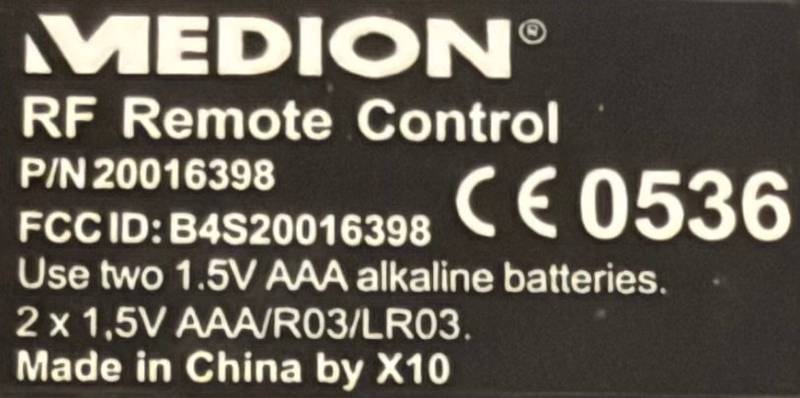 MEDION®
RF Remote Control
P/N 20016398
CE 0536
FCC ID: B4S20016398
Use two 1.5V AAA alkaline batteries.
2 x 1,5V AAA/R03/LR03.
Made in China by X10